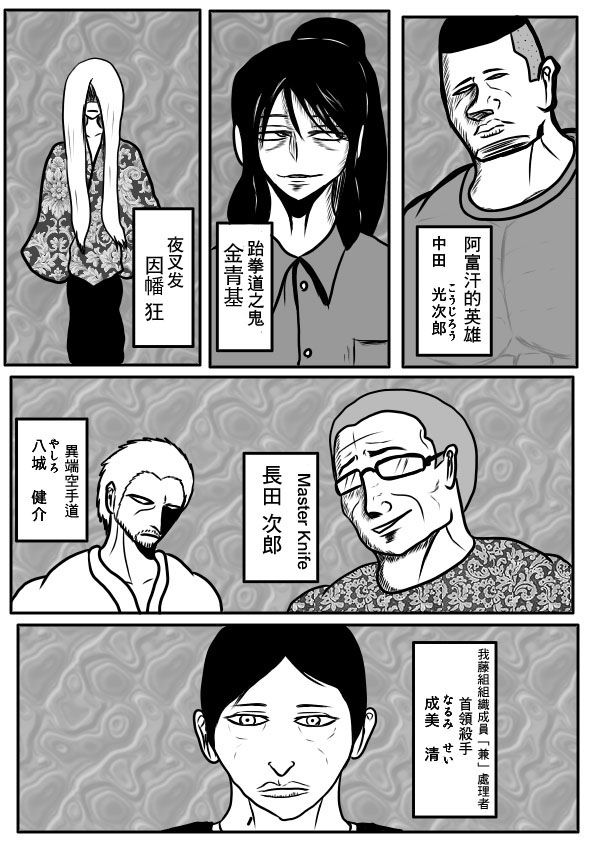 阿富汗的英雄
こうじろう
中田 光次郎
跆拳道之鬼
金青基
夜叉发
因幡 狂
Master Knife
長田 次郎
異端空手道
やしろ
八城 健介
我藤組組織成員「兼」處理者
首領殺手
なるみ せい
成美 清